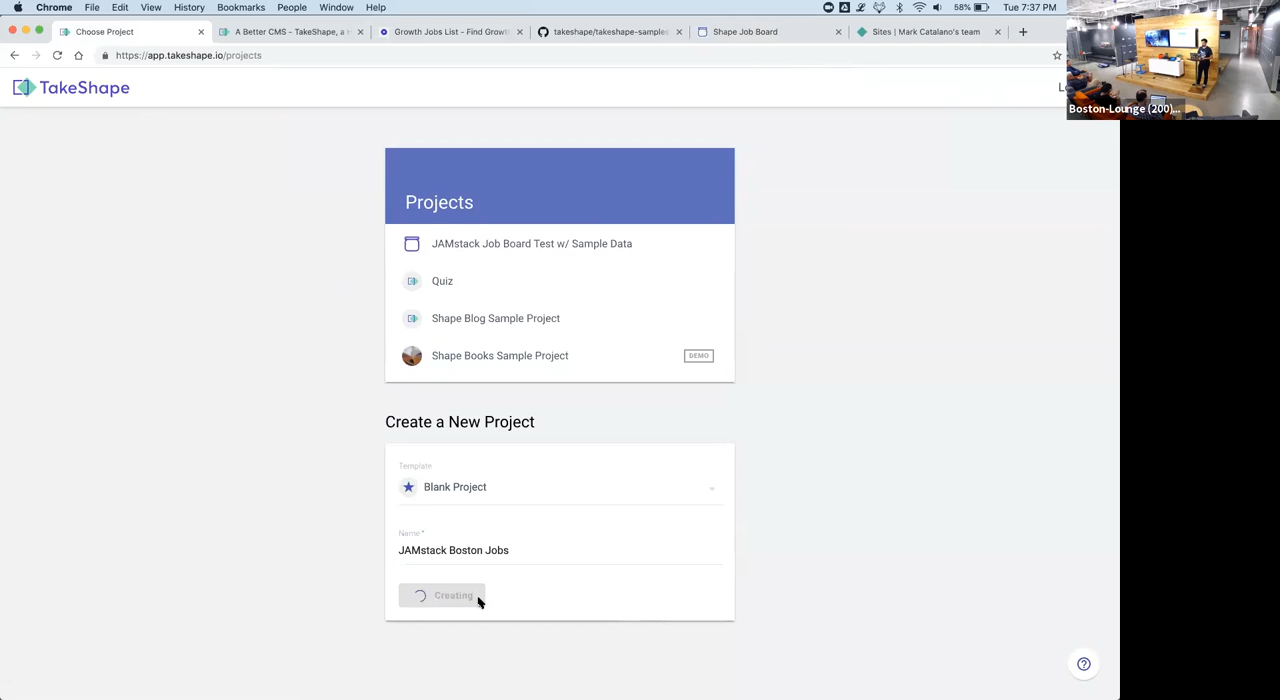 Chrome File Edit View History Bookmarks People Window Help 58% Tue 7:37 PM
Choose Project A Better CMS - TakeShape, a Growth Jobs List - Find Growt takeshape/takeshape-samples Shape Job Board Sites | Mark Catalano's team
https://app.takeshape.io/projects
TakeShape
Boston-Lounge (200)...
Projects
JAMstack Job Board Test w/ Sample Data
Quiz
Shape Blog Sample Project
Shape Books Sample Project DEMO
Create a New Project
Template
Blank Project
Name*
JAMstack Boston Jobs
Creating